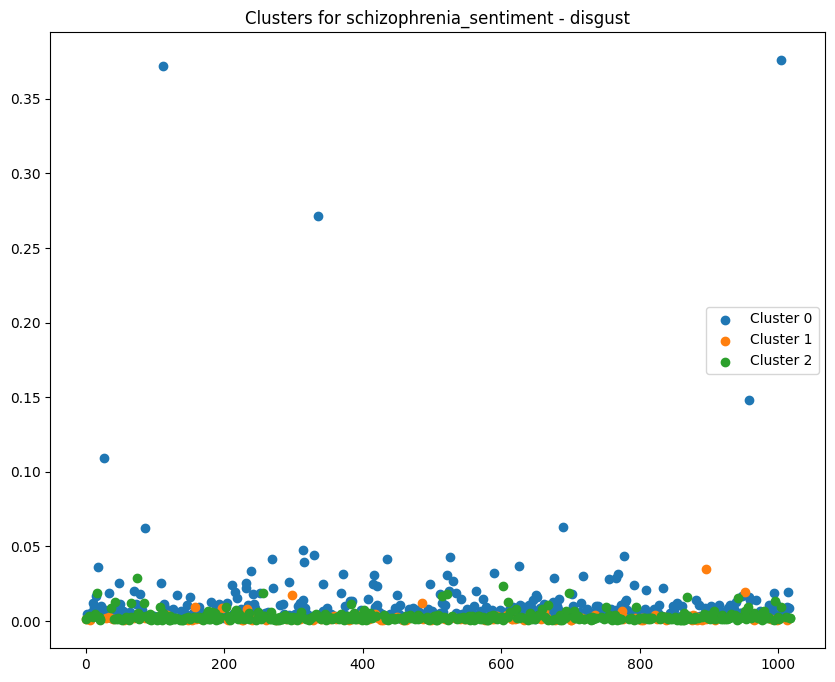 Clusters for schizophrenia_sentiment - disgust
0.35
0.30
0.25
0.20
0.15
0.10
0.05
0.00
Cluster 0
Cluster 1
Cluster 2
0 200 400 600 800 1000